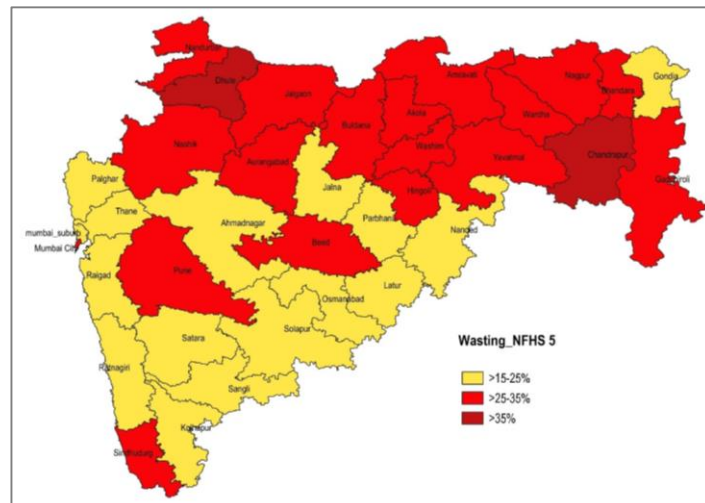 Nandurbar
Dhule
Jalgaon
Amravati
Nagpur
Bhandara
Gondia
Buldana
Akola
Wardha
Nashik
Aurangabad
Washim
Yavatmal
Chandrapur
Gadchiroli
Palghar
Jalna
Hingoli
Thane
Ahmadnagar
Parbhani
Nanded
mumbai_suburb
Mumbai City
Beed
Raigad
Pune
Latur
Osmanabad
Solapur
Satara
Ratnagiri
Sangli
Kolhapur
Sindhudurg
Wasting_NFHS 5
>15-25%
>25-35%
>35%